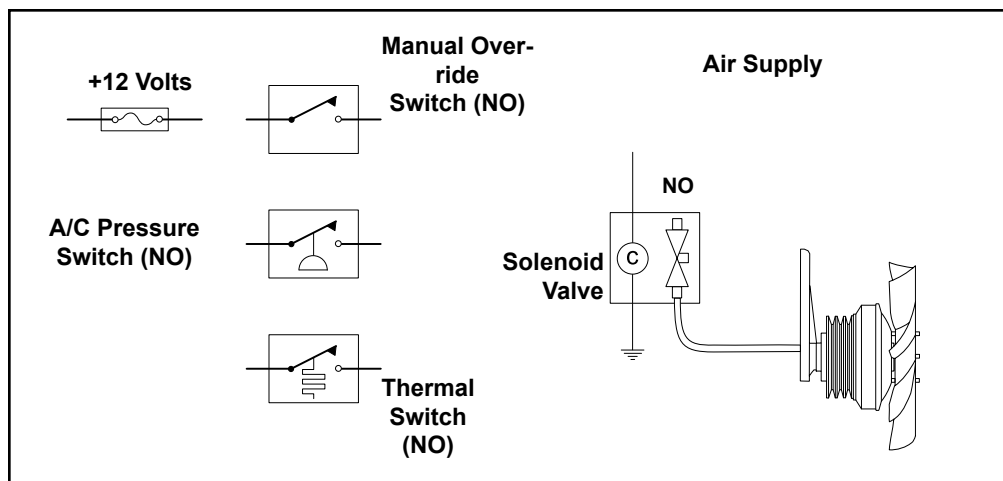 +12 Volts
Manual Over-
ride
Switch (NO)
Air Supply
A/C Pressure
Switch (NO)
NO
C
Solenoid
Valve
Thermal
Switch
(NO)